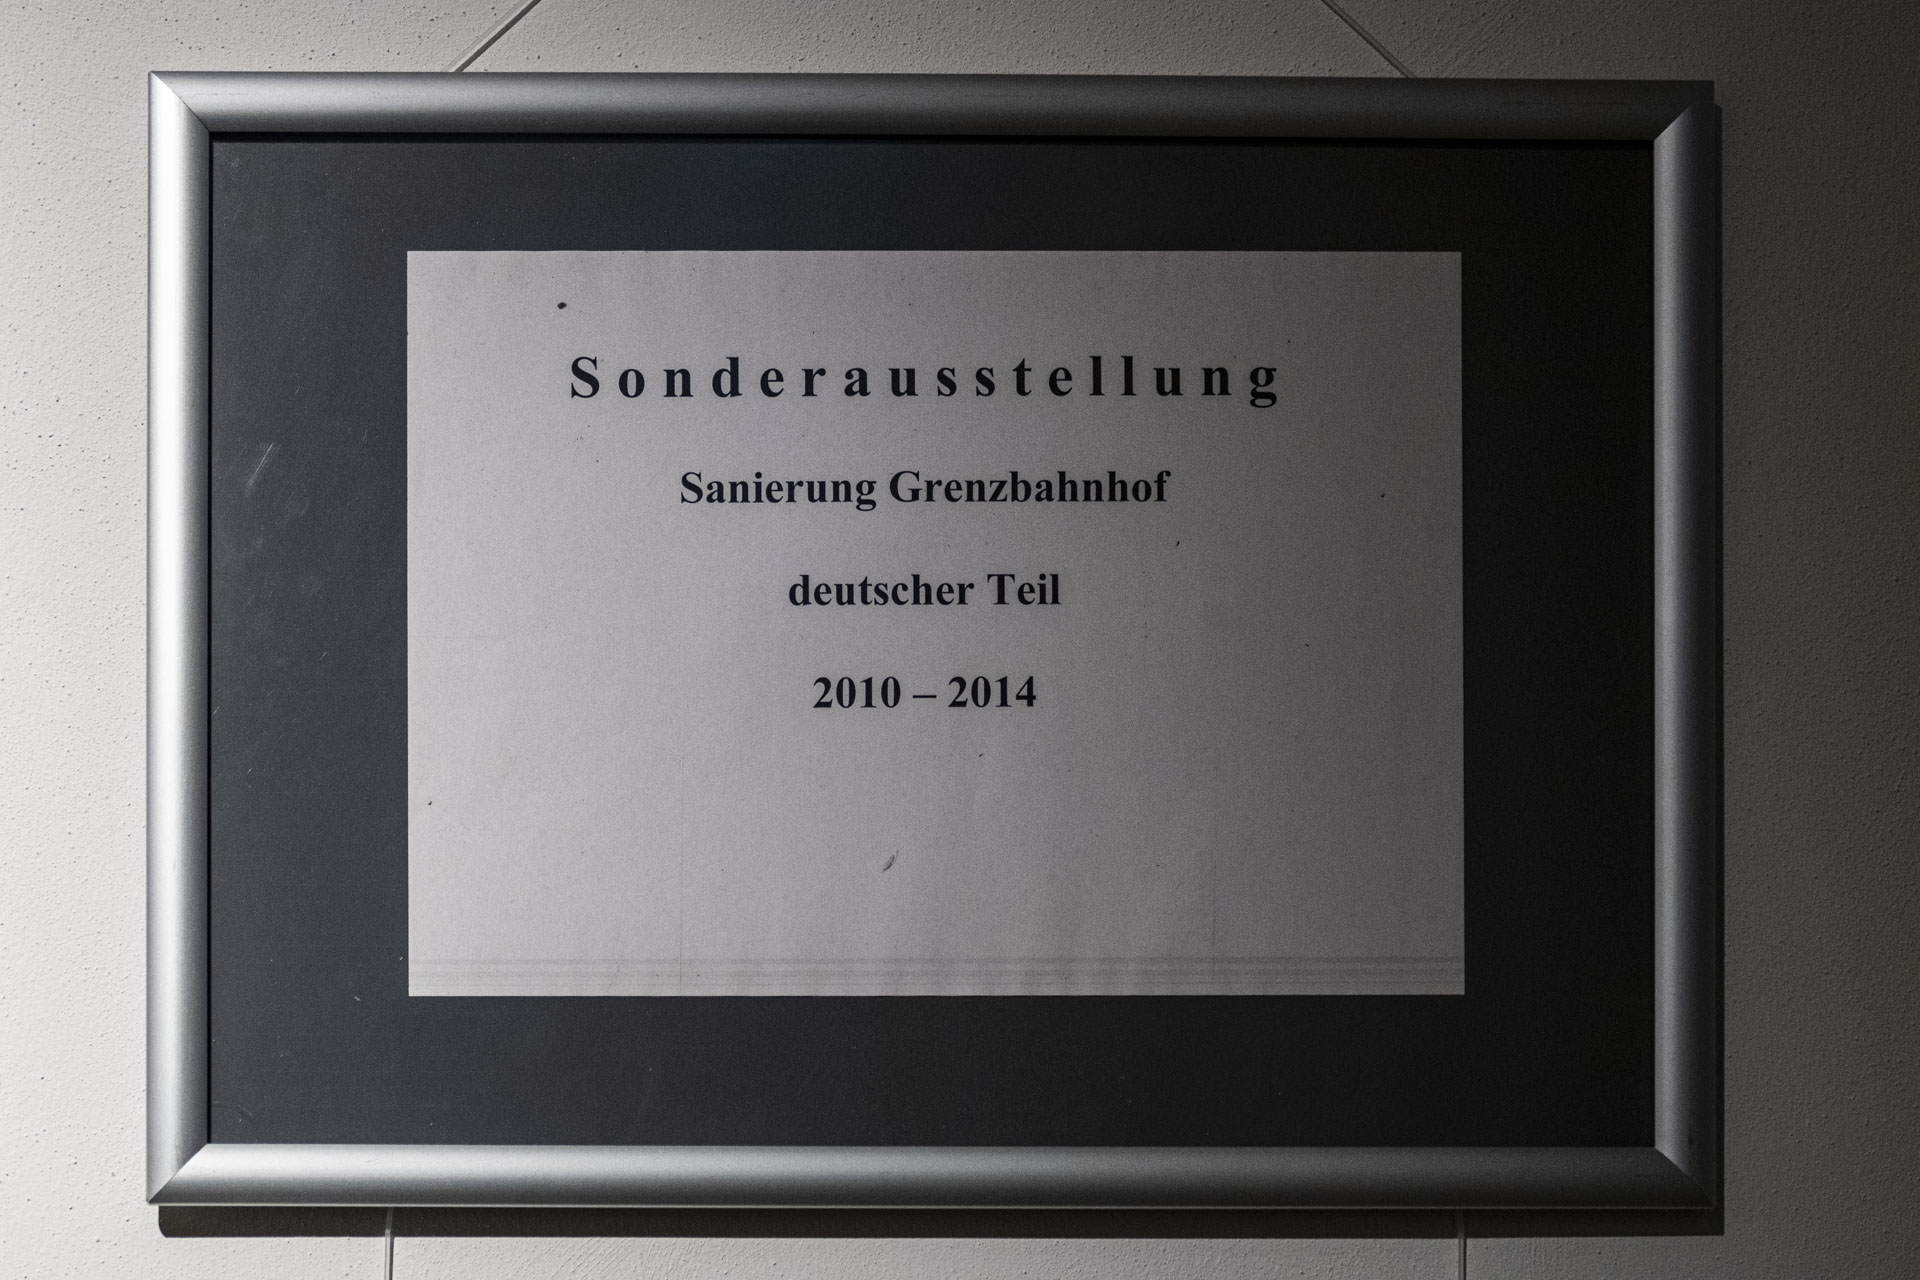 Sonderausstellung
Sanierung Grenzbahnhof
deutscher Teil
2010 – 2014